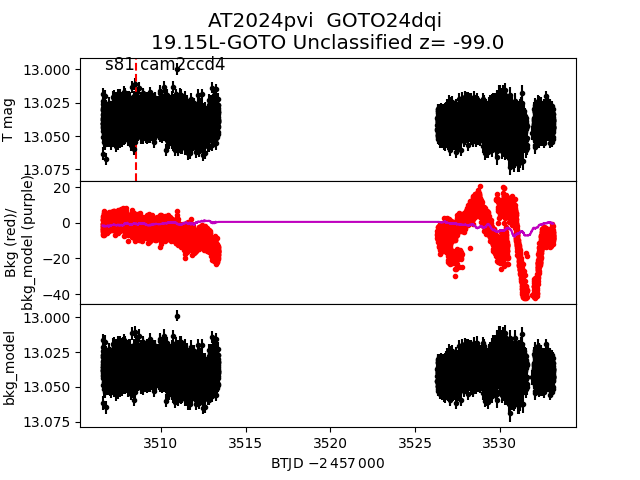 AT2024pvi  GOTO24dqi
19.15L-GOTO Unclassified z= -99.0
s81 cam2ccd4
13.000
13.025
13.050
13.075
T mag
20
0
−20
−40
Bkg (red)/
bkg_model (purple)
13.000
13.025
13.050
13.075
bkg_model
3510 3515 3520 3525 3530
BTJD −2 457 000